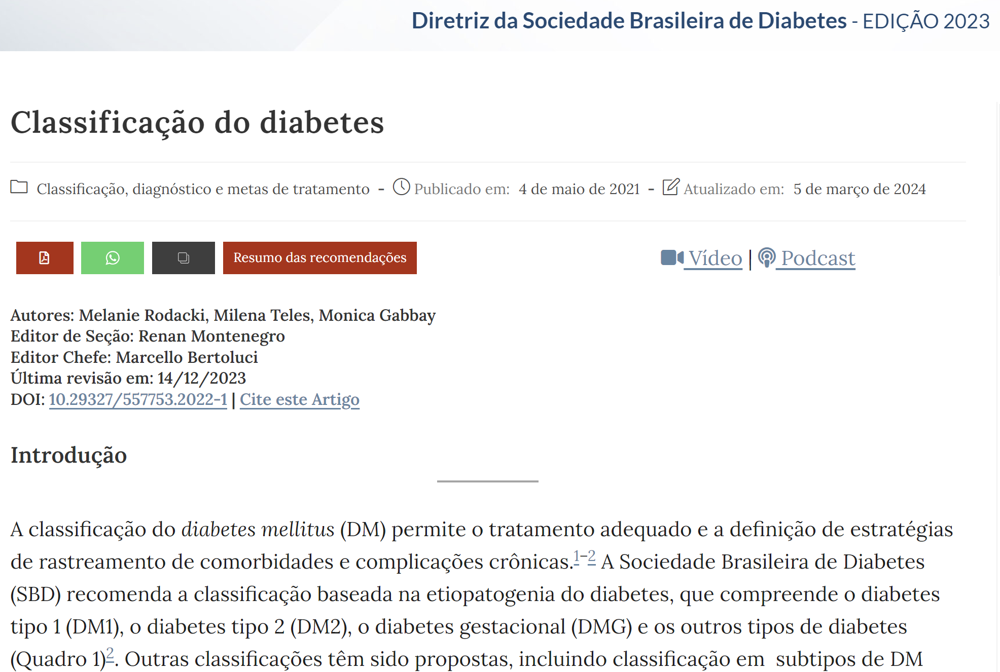 Diretriz da Sociedade Brasileira de Diabetes - EDIÇÃO 2023
Classificação do diabetes
Classificação, diagnóstico e metas de tratamento - Publicado em: 4 de maio de 2021 - Atualizado em: 5 de março de 2024
Resumo das recomendações
Vídeo | Podcast
Autores: Melanie Rodacki, Milena Teles, Monica Gabbay
Editor de Seção: Renan Montenegro
Editor Chefe: Marcello Bertoluci
Última revisão em: 14/12/2023
DOI: 10.29327/557753.2022-1 | Cite este Artigo
Introdução
A classificação do diabetes mellitus (DM) permite o tratamento adequado e a definição de estratégias
de rastreamento de comorbidades e complicações crônicas.1–2 A Sociedade Brasileira de Diabetes
(SBD) recomenda a classificação baseada na etiopatogenia do diabetes, que compreende o diabetes
tipo 1 (DM1), o diabetes tipo 2 (DM2), o diabetes gestacional (DMG) e os outros tipos de diabetes
(Quadro 1)2. Outras classificações têm sido propostas, incluindo classificação em  subtipos de DM